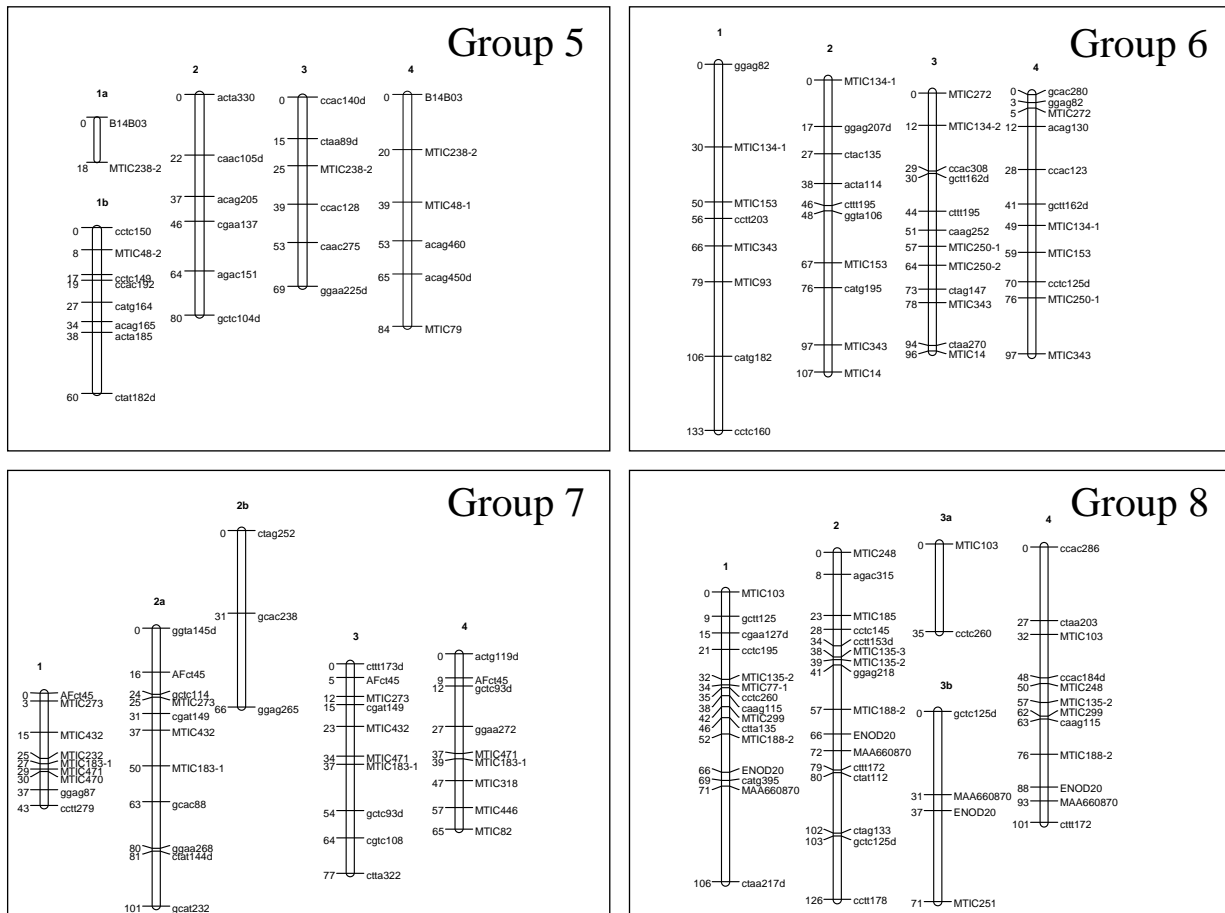 Group 5
1a
0 B14B03
18 MTIC238-2
1b
0 cctc150
8 MTIC48-2
17 cctc149
19 ccac192
27 catg164
34 acag165
38 acta185
60 ctat182d
2
0 acta330
22 caac105d
37 acag205
46 cgaa137
64 agac151
80 gctc104d
3
0 ccac140d
15 ctaa89d
25 MTIC238-2
39 ccac128
53 caac275
69 ggaa225d
4
0 B14B03
20 MTIC238-2
39 MTIC48-1
53 acag460
65 acag450d
84 MTIC79
Group 6
1
0 ggag82
30 MTIC134-1
50 MTIC153
56 cctt203
66 MTIC343
79 MTIC93
106 catg182
133 cctc160
2
0 MTIC134-1
17 ggag207d
27 ctac135
38 acta114
46 cttt195
48 ggta106
67 MTIC153
76 catg195
97 MTIC343
107 MTIC14
3
0 MTIC272
12 MTIC134-2
29 ccac308
30 gctt162d
44 cttt195
51 caag252
57 MTIC250-1
64 MTIC250-2
73 ctag147
78 MTIC343
94 ctaa270
96 MTIC14
4
0 gcac280
3 ggag82
5 MTIC272
12 acag130
28 ccac123
41 gctt162d
49 MTIC134-1
59 MTIC153
70 cctc125d
76 MTIC250-1
97 MTIC343
Group 7
1
0 AFct45
3 MTIC273
15 MTIC432
25 MTIC232
27 MTIC183-1
29 MTIC471
30 MTIC470
37 ggag87
43 cctt279
2a
0 ggta145d
16 AFct45
24 gctc114
25 MTIC273
31 cgat149
37 MTIC432
50 MTIC183-1
63 gcac88
80 ggaa268
81 ctat144d
101 gcat232
2b
0 ctag252
31 gcac238
66 ggag265
3
0 cttt173d
5 AFct45
12 MTIC273
15 cgat149
23 MTIC432
34 MTIC471
37 MTIC183-1
54 gctc93d
64 cgtc108
77 ctta322
4
0 actg119d
9 AFct45
12 gctc93d
27 ggaa272
37 MTIC471
39 MTIC183-1
47 MTIC318
57 MTIC446
65 MTIC82
Group 8
1
0 MTIC103
9 gctt125
15 cgaa127d
21 cctc195
32 MTIC135-2
34 MTIC77-1
35 cctc260
38 caag115
42 MTIC299
46 ctta135
52 MTIC188-2
66 ENOD20
69 catg395
71 MAA660870
106 ctaa217d
2
0 MTIC248
8 agac315
23 MTIC185
28 cctc145
34 cctt153d
38 MTIC135-3
39 MTIC135-2
41 ggag218
57 MTIC188-2
66 ENOD20
72 MAA660870
79 cttt172
80 ctat112
102 ctag133
103 gctc125d
126 cctt178
3a
0 MTIC103
35 cctc260
3b
0 gctc125d
31 MAA660870
37 ENOD20
71 MTIC251
4
0 ccac286
27 ctaa203
32 MTIC103
48 ccac184d
50 MTIC248
57 MTIC135-2
62 MTIC299
63 caag115
76 MTIC188-2
88 ENOD20
93 MAA660870
101 cttt172